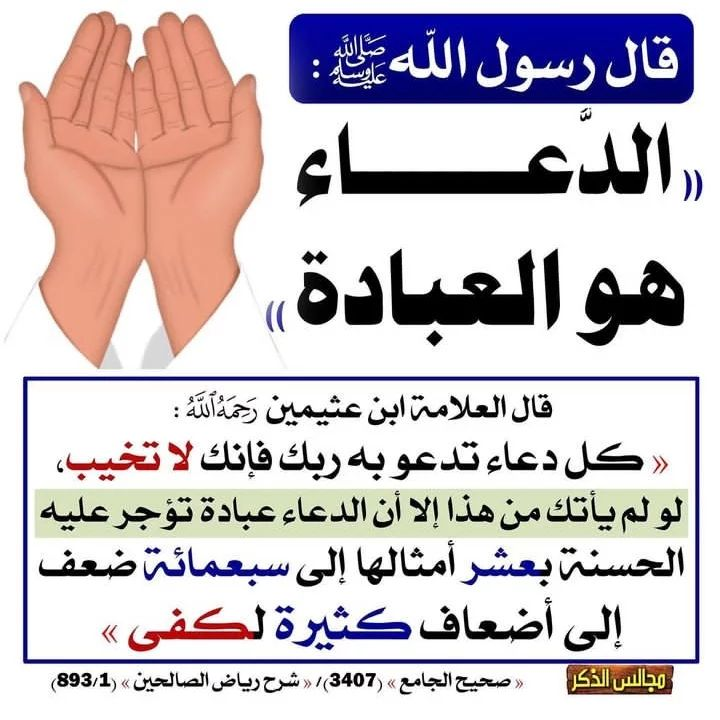 قال رسول الله ﷺ :
«الدَّعـــاء
هو العبادة»
قال العلامة ابن عثيمين رَحِمَهُ ٱللَّهُ :
« كل دعاء تدعو به ربك فإنك لا تخيب،
لو لم يأتك من هذا إلا أن الدعاء عبادة تؤجر عليه
الحسنة بعشر أمثالها إلى سبعمائة ضعف
إلى أضعاف كثيرة لكفى »
مجالس الذكر « صحيح الجامع » (3407)/ « شرح رياض الصالحين » (893/1)